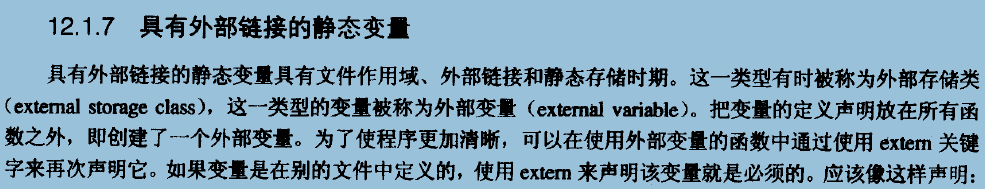 12.1.7 具有外部链接的静态变量
具有外部链接的静态变量具有文件作用域、外部链接和静态存储时期。这一类型有时被称为外部存储类
（external storage class），这一类型的变量被称为外部变量（external variable）。把变量的定义声明放在所有函
数之外，即创建了一个外部变量。为了使程序更加清晰，可以在使用外部变量的函数中通过使用 extern 关键
字来再次声明它。如果变量是在别的文件中定义的，使用 extern 来声明该变量就是必须的。应该像这样声明：